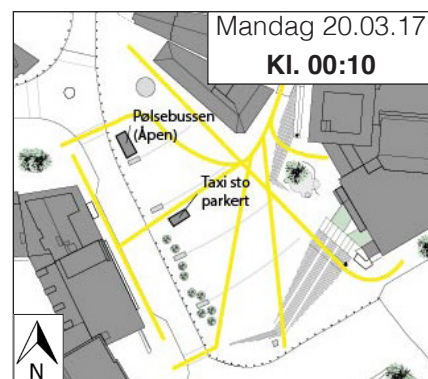 Mandag 20.03.17
Kl. 00:10
Pølsebussen
(Åpen)
Taxi sto
parkert
N